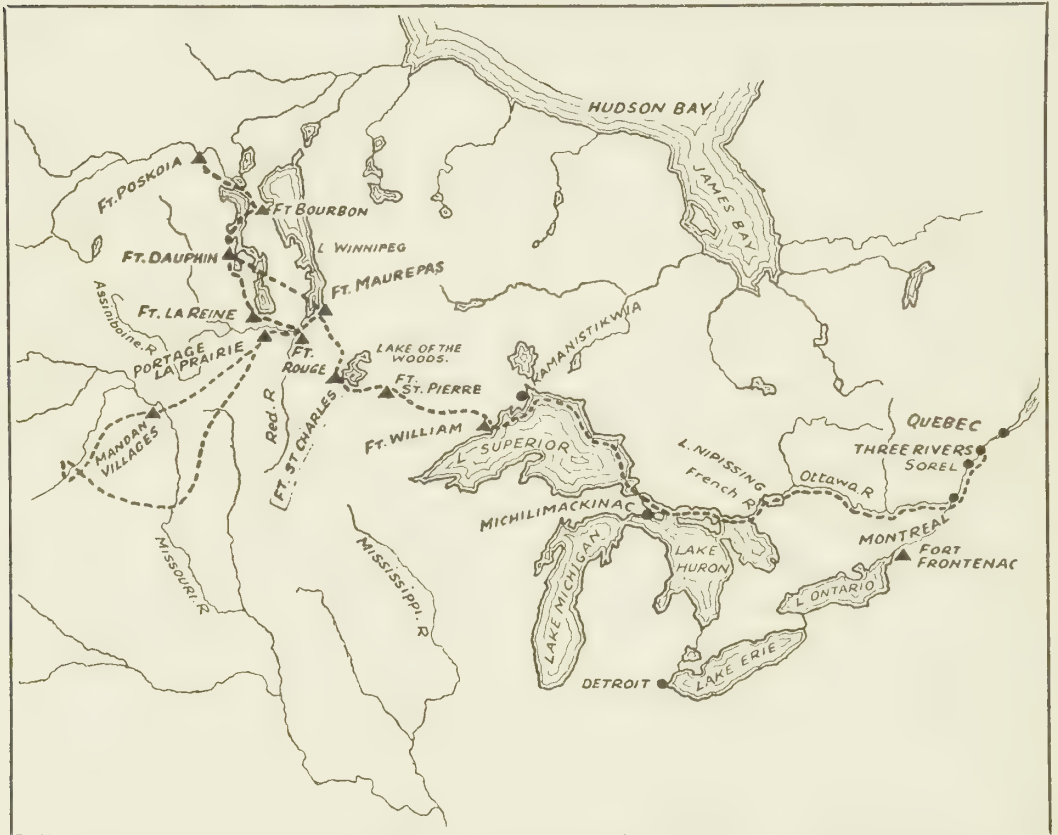 HUDSON BAY
JAMES BAY
FT. POSKOIA
FT BOURBON
L WINNIPEG
FT. DAUPHIN
FT. MAUREPAS
Assiniboine. R
FT. LA REINE
PORTAGE
LA PRAIRIE
FT.
ROUGE
LAKE OF THE
WOODS.
KAMANISTIKWIA
FT.
ST. PIERRE
Red. R
FT. ST CHARLES
FT. WILLIAM
MANDAN
VILLAGES
SUPERIOR
L. NIPISSING
French R
Ottawa. R
QUEBEC
THREE RIVERS
SOREL
MICHILIMACKINAC
MONTREAL
FORT
FRONTENAC
LAKE
HURON
LAKE MICHIGAN
L ONTARIO
MISSOURI. R
MISSISSIPPI. R
LAKE ERIE
DETROIT